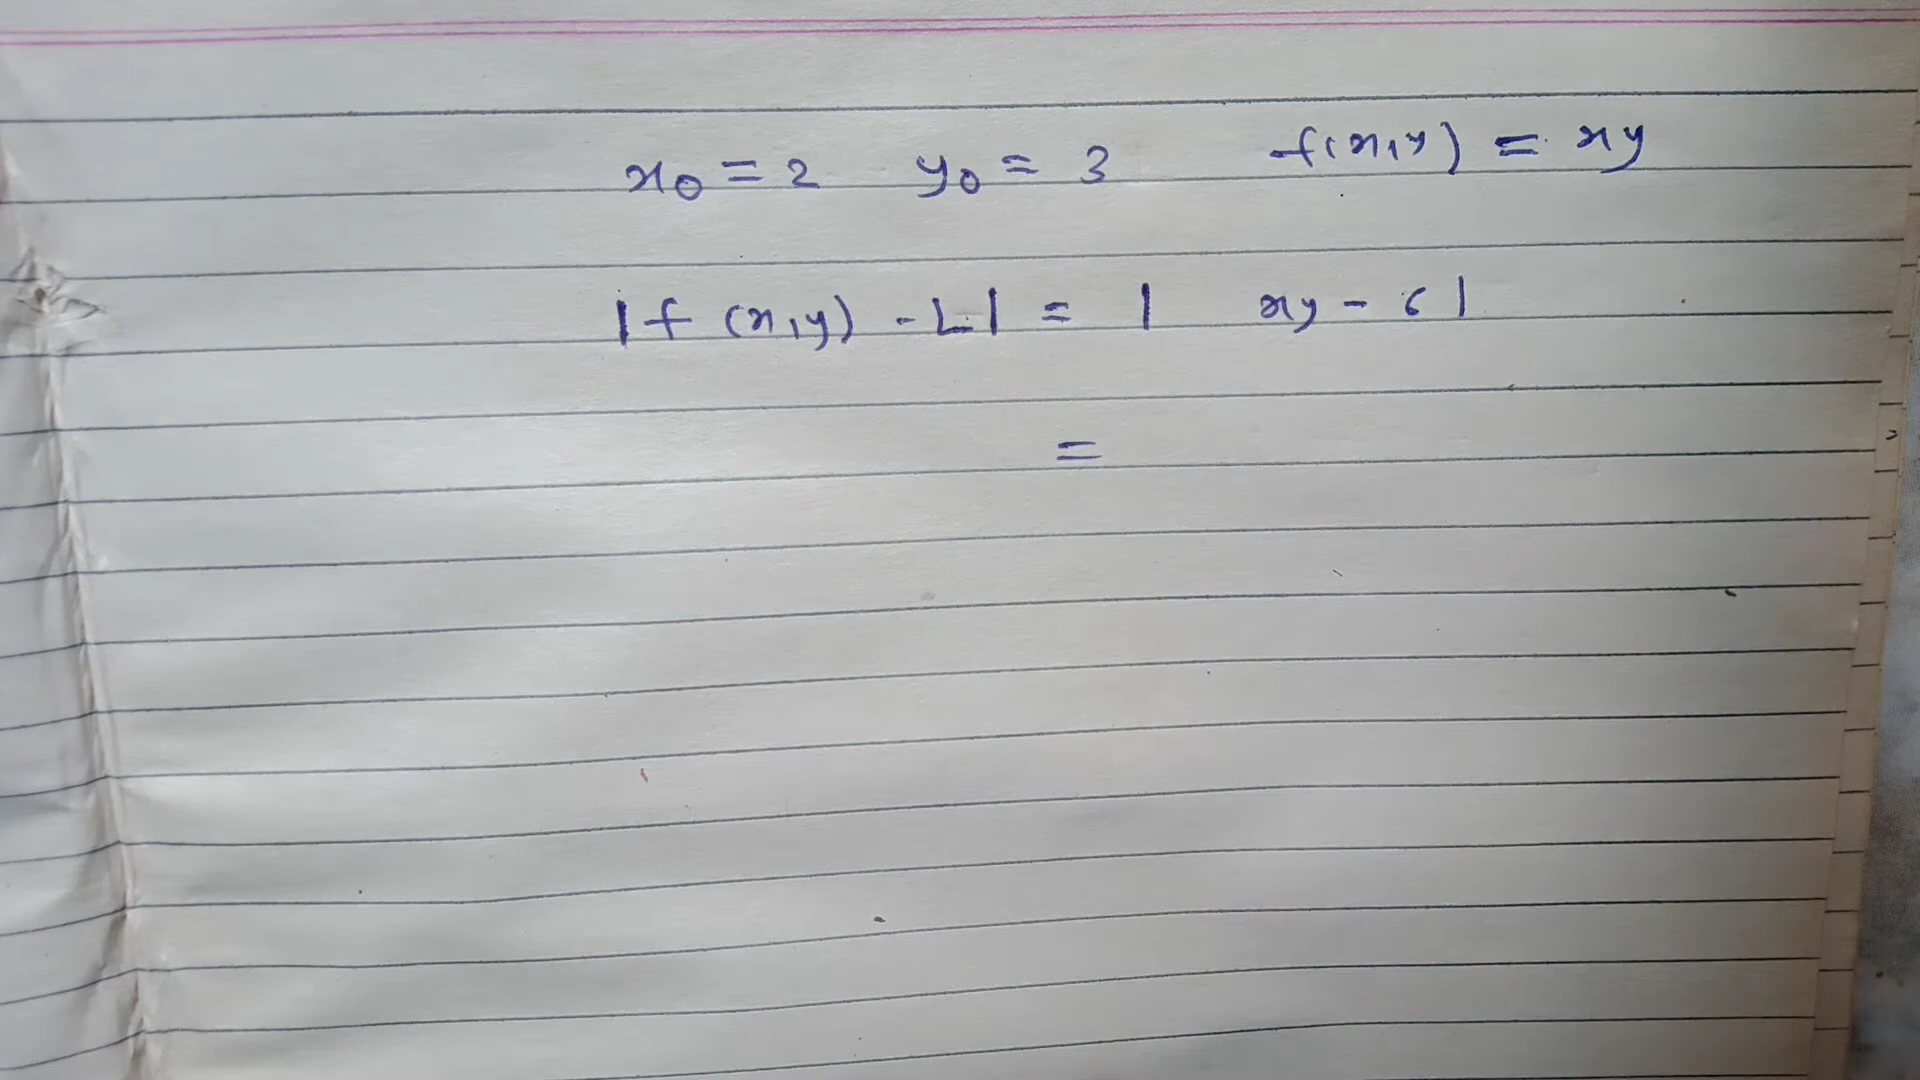 x₀ = 2 y₀ = 3 f(x,y) = xy
|f (x,y) - L| = | xy - 6|
=